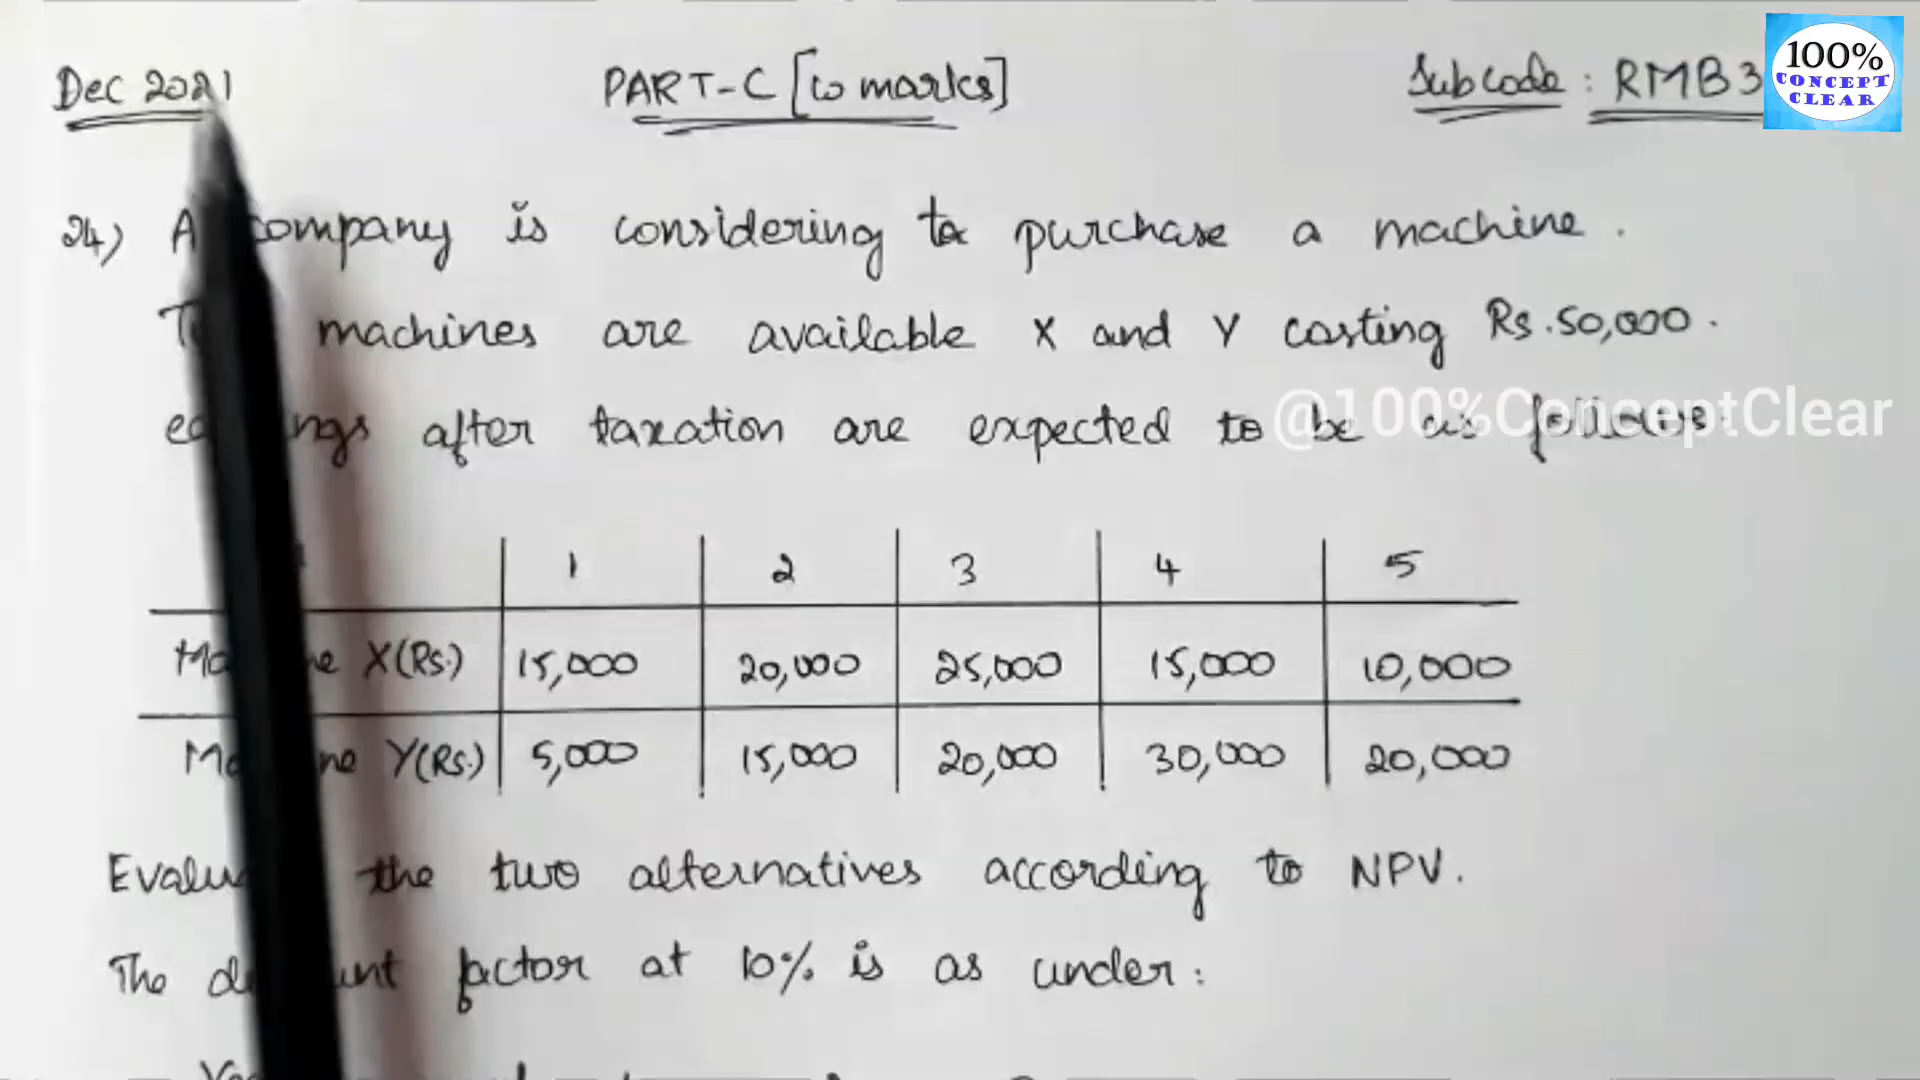 Dec 2021 PART-C [10 marks] Sub code : RMB3
100%
CONCEPT
CLEAR
24) A company is considering to purchase a machine.
machines are available X and Y costing Rs.50,000.
after taxation are expected to be as follows:
@100%ConceptClear
1 2 3 4 5
X(Rs.) 15,000 20,000 25,000 15,000 10,000
Y(Rs.) 5,000 15,000 20,000 30,000 20,000
the two alternatives according to NPV.
The factor at 10% is as under: